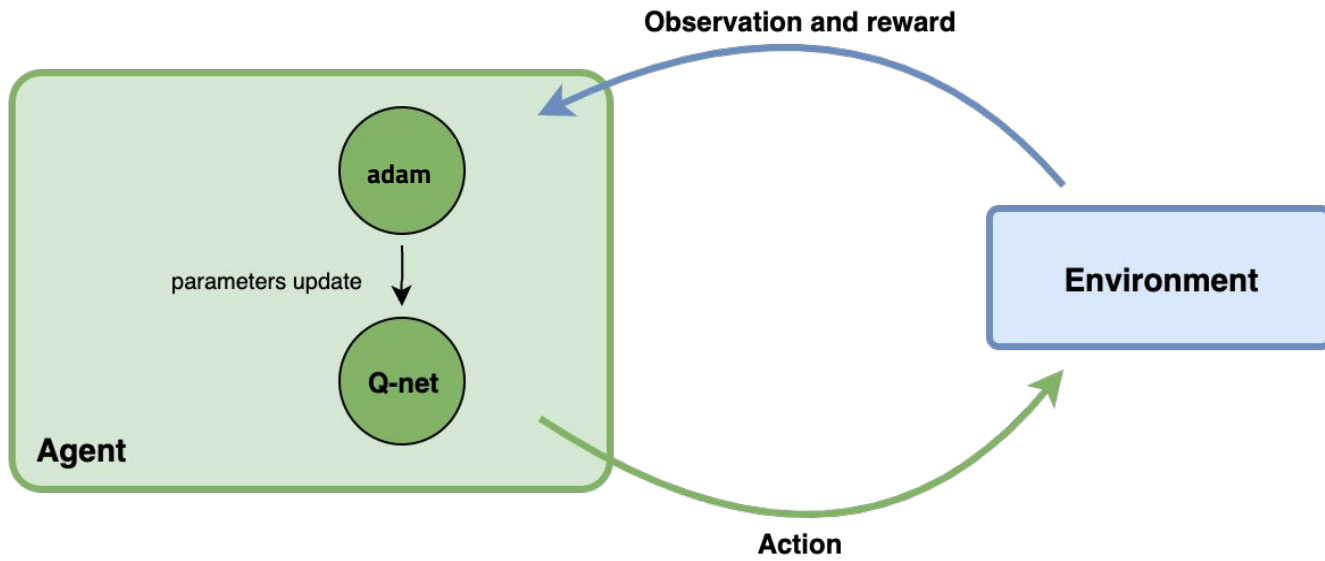 Observation and reward
adam
parameters update
Environment
Q-net
Agent
Action